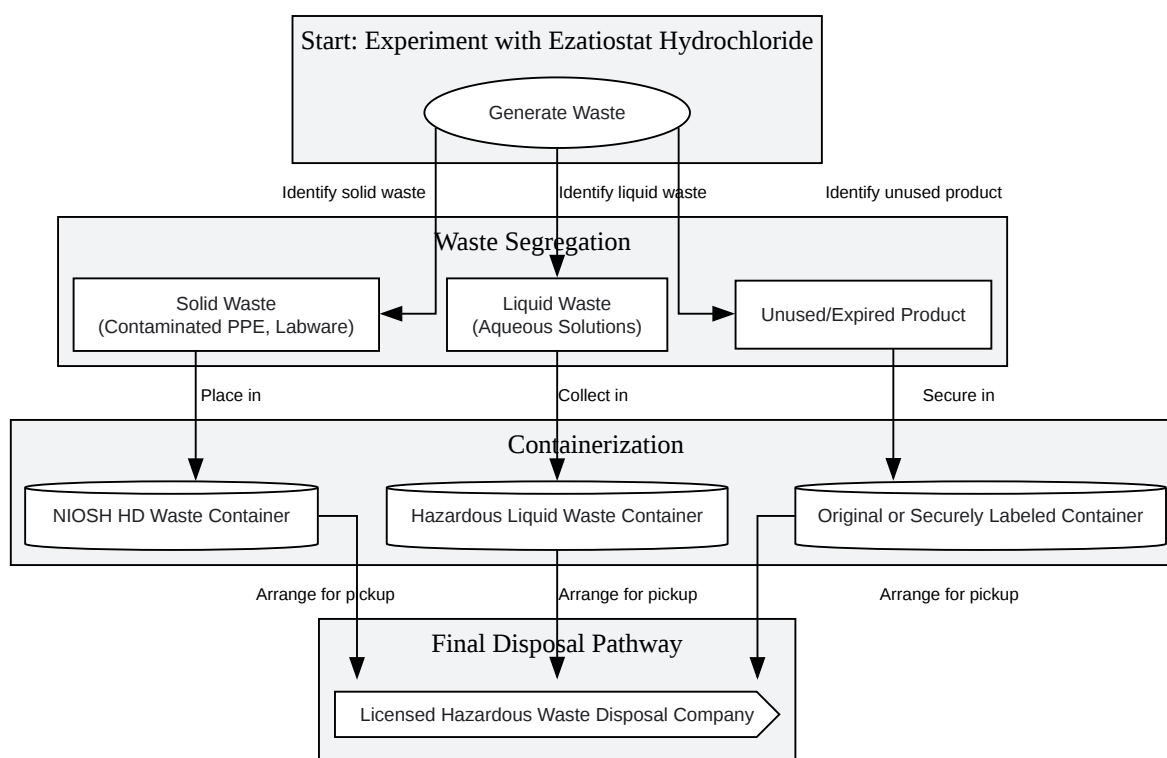 Start: Experiment with Ezatiostat Hydrochloride
Generate Waste
Identify solid waste
Identify liquid waste
Identify unused product
Waste Segregation
Solid Waste
(Contaminated PPE, Labware)
Liquid Waste
(Aqueous Solutions)
Unused/Expired Product
Place in
Collect in
Secure in
Containerization
NIOSH HD Waste Container
Hazardous Liquid Waste Container
Original or Securely Labeled Container
Arrange for pickup
Arrange for pickup
Arrange for pickup
Final Disposal Pathway
Licensed Hazardous Waste Disposal Company